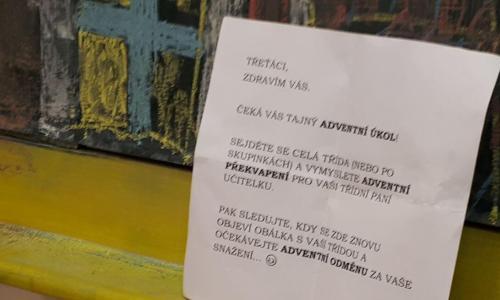 TŘEŤÁCI,
ZDRAVÍM VÁS.
ČEKÁ VÁS TAJNÝ ADVENTNÍ ÚKOL!
SEJDĚTE SE CELÁ TŘÍDA (NEBO PO
SKUPINKÁCH) A VYMYSLETE ADVENTNÍ
PŘEKVAPENÍ PRO VAŠI TŘÍDNÍ PANÍ
UČITELKU.
PAK SLEDUJTE, KDY SE ZDE ZNOVU
OBJEVÍ OBÁLKA S VAŠÍ TŘÍDOU A
OČEKÁVEJTE ADVENTNÍ ODMĚNU ZA VAŠE
SNAŽENÍ... ☺